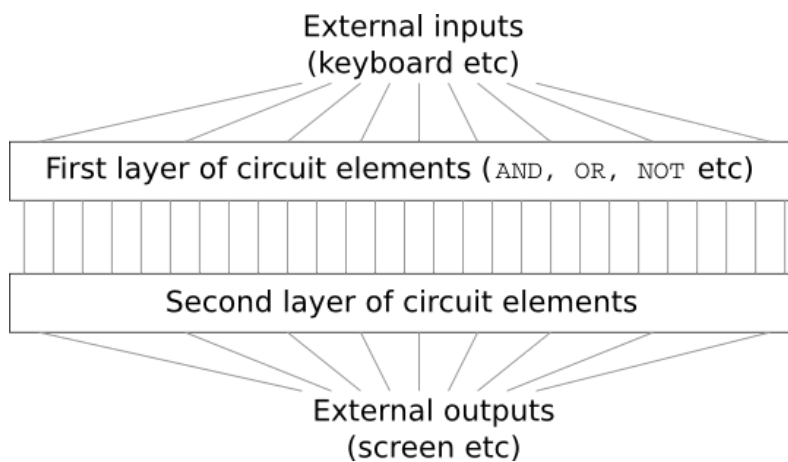 External inputs
(keyboard etc)
First layer of circuit elements (AND, OR, NOT etc)
Second layer of circuit elements
External outputs
(screen etc)